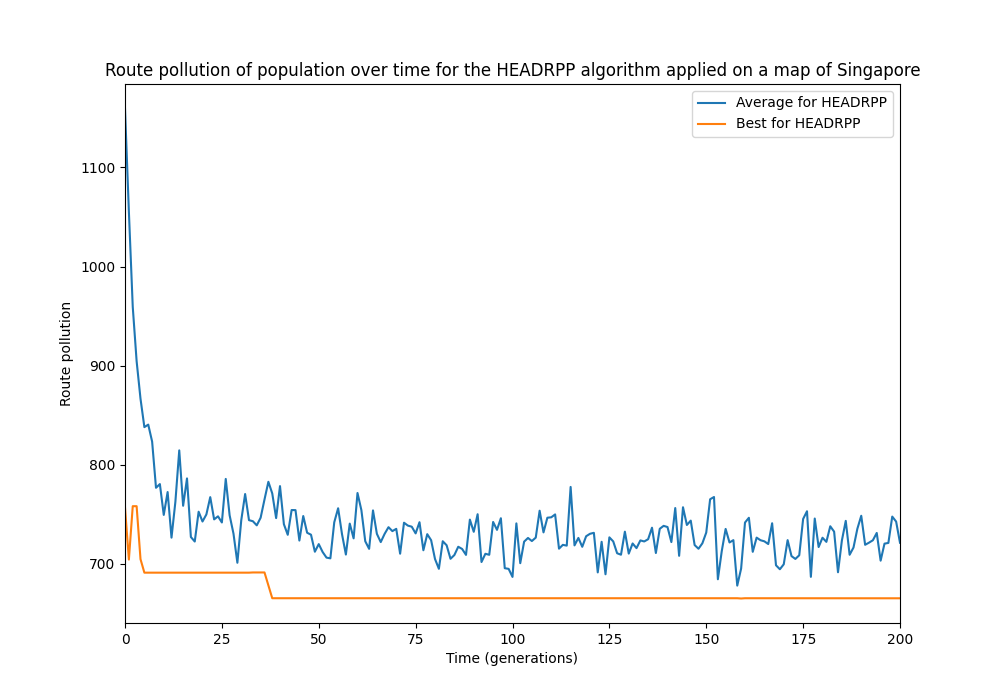 Route pollution of population over time for the HEADRPP algorithm applied on a map of Singapore
Average for HEADRPP
Best for HEADRPP
1100
1000
900
800
700
Route pollution
0 25 50 75 100 125 150 175 200
Time (generations)